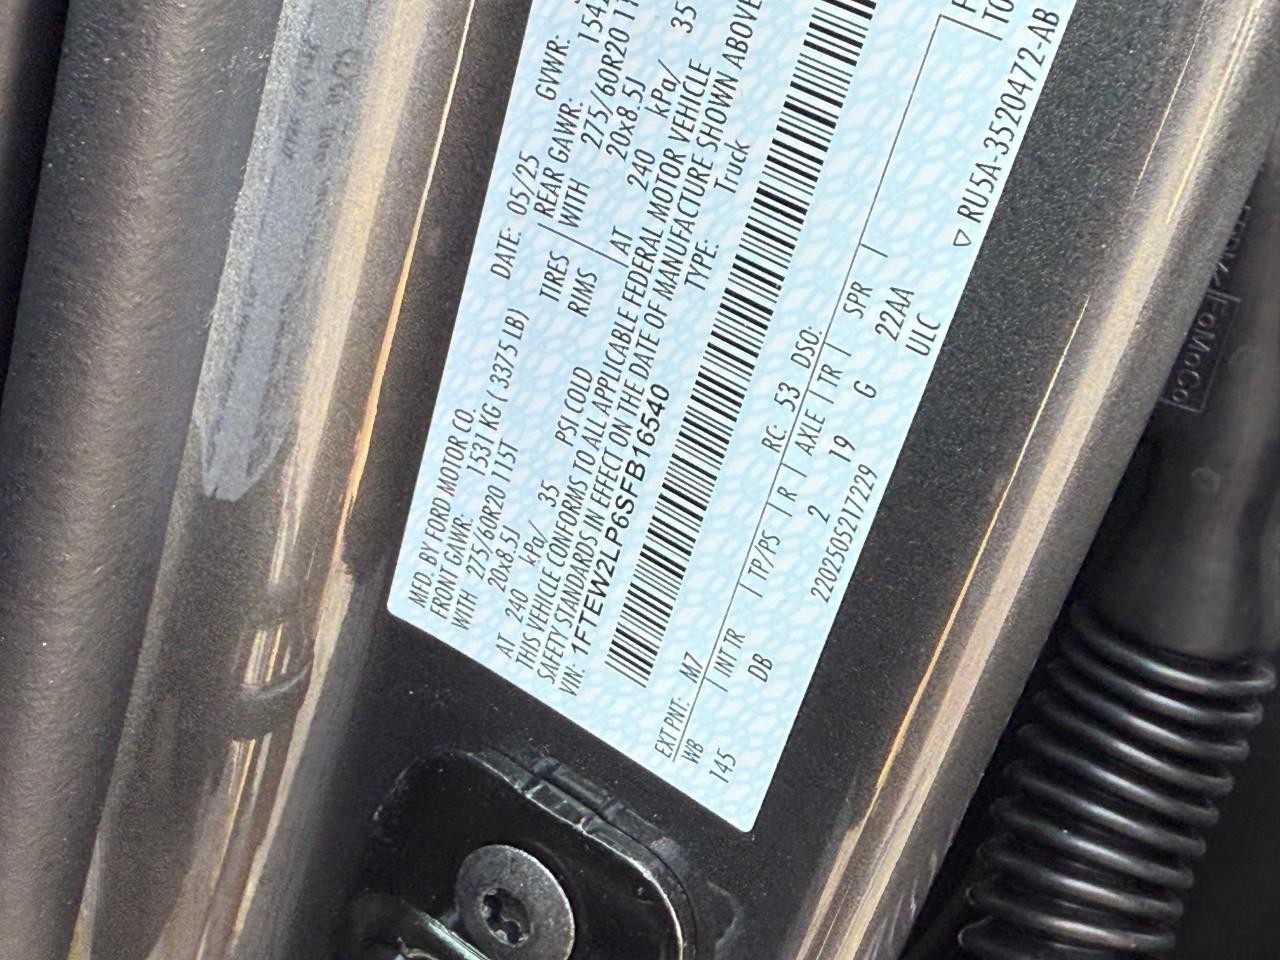 MFD. BY FORD MOTOR CO. DATE: 05/25 GVWR:
FRONT GAWR: 1531 KG ( 3375 LB) REAR GAWR:
WITH 275/60R20 115T TIRES WITH 275/60R20
20x8.5J RIMS 20x8.5J
AT 240 kPa/ 35 PSI COLD AT 240 kPa/ 35
THIS VEHICLE CONFORMS TO ALL APPLICABLE FEDERAL MOTOR VEHICLE
SAFETY STANDARDS IN EFFECT ON THE DATE OF MANUFACTURE SHOWN ABOVE
VIN: 1FTEW2LP6SFB16540 TYPE: Truck
EXT PNT: M7 RC: 53 DSO:
WB INT TR TP/PS R AXLE TR SPR
145 DB 2 19 G 22AA
2202505217229 ULC
▽ RU5A-3520472-AB
FoMoCo